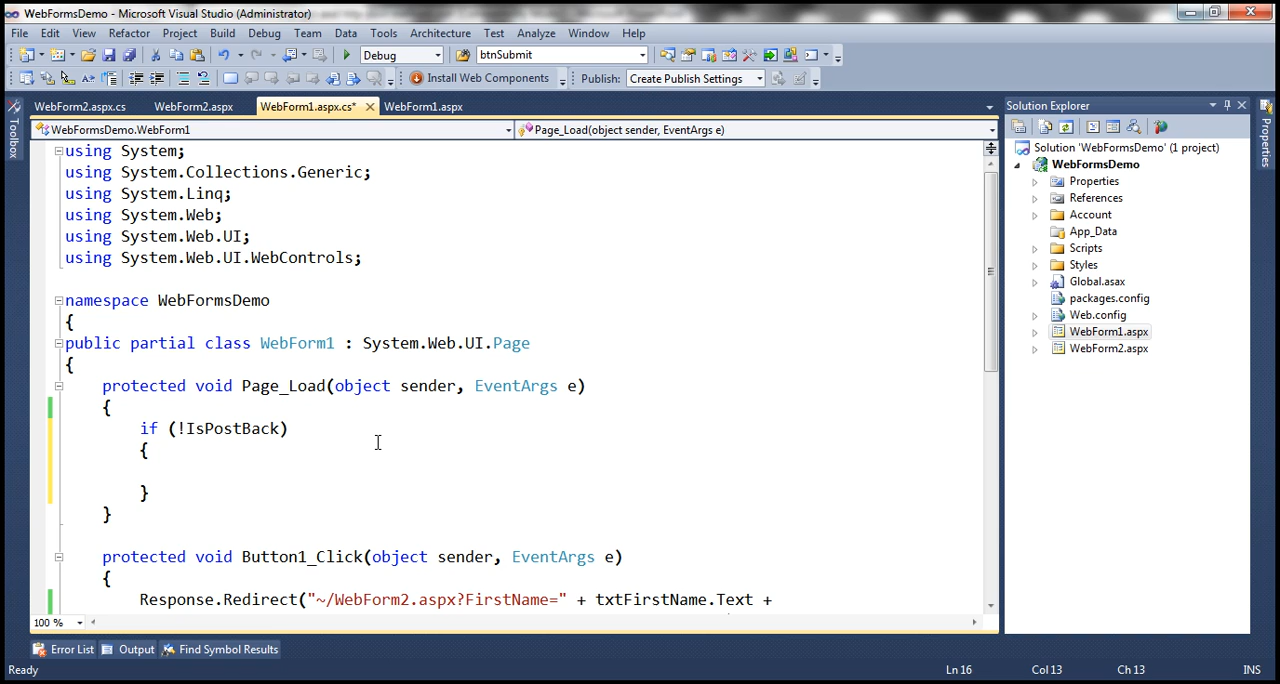 WebFormsDemo - Microsoft Visual Studio (Administrator)
File Edit View Refactor Project Build Debug Team Data Tools Architecture Test Analyze Window Help
Debug btnSubmit
Install Web Components Publish: Create Publish Settings
WebForm2.aspx.cs WebForm2.aspx WebForm1.aspx.cs* WebForm1.aspx
WebFormsDemo.WebForm1 Page_Load(object sender, EventArgs e)
Toolbox
using System;
using System.Collections.Generic;
using System.Linq;
using System.Web;
using System.Web.UI;
using System.Web.UI.WebControls;
namespace WebFormsDemo
{
public partial class WebForm1 : System.Web.UI.Page
{
protected void Page_Load(object sender, EventArgs e)
{
if (!IsPostBack)
{
}
}
protected void Button1_Click(object sender, EventArgs e)
{
Response.Redirect("~/WebForm2.aspx?FirstName=" + txtFirstName.Text +
100 %
Solution Explorer
Solution 'WebFormsDemo' (1 project)
WebFormsDemo
Properties
References
Account
App_Data
Scripts
Styles
Global.asax
packages.config
Web.config
WebForm1.aspx
WebForm2.aspx
Properties
Error List Output Find Symbol Results
Ready Ln 16 Col 13 Ch 13 INS